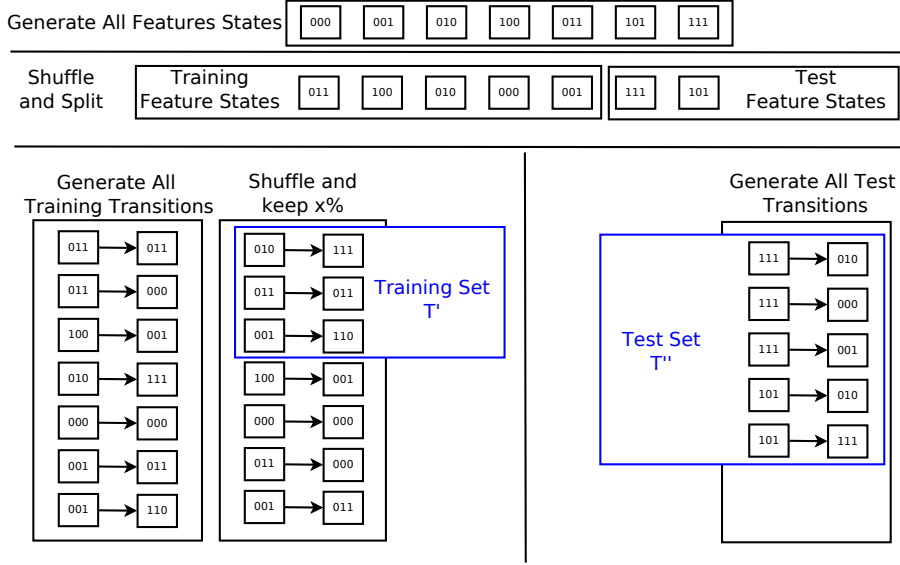 Generate All Features States 000 001 010 100 011 101 111
Shuffle
and Split
Training
Feature States
011 100 010 000 001 111 101
Test
Feature States
Generate All
Training Transitions
011 011
011 000
100 001
010 111
000 000
001 011
001 110
Shuffle and
keep x%
010 111
011 011
001 110
100 001
000 000
011 000
001 011
Training Set
T'
Generate All Test
Transitions
Test Set
T''
111 010
111 000
111 001
101 010
101 111